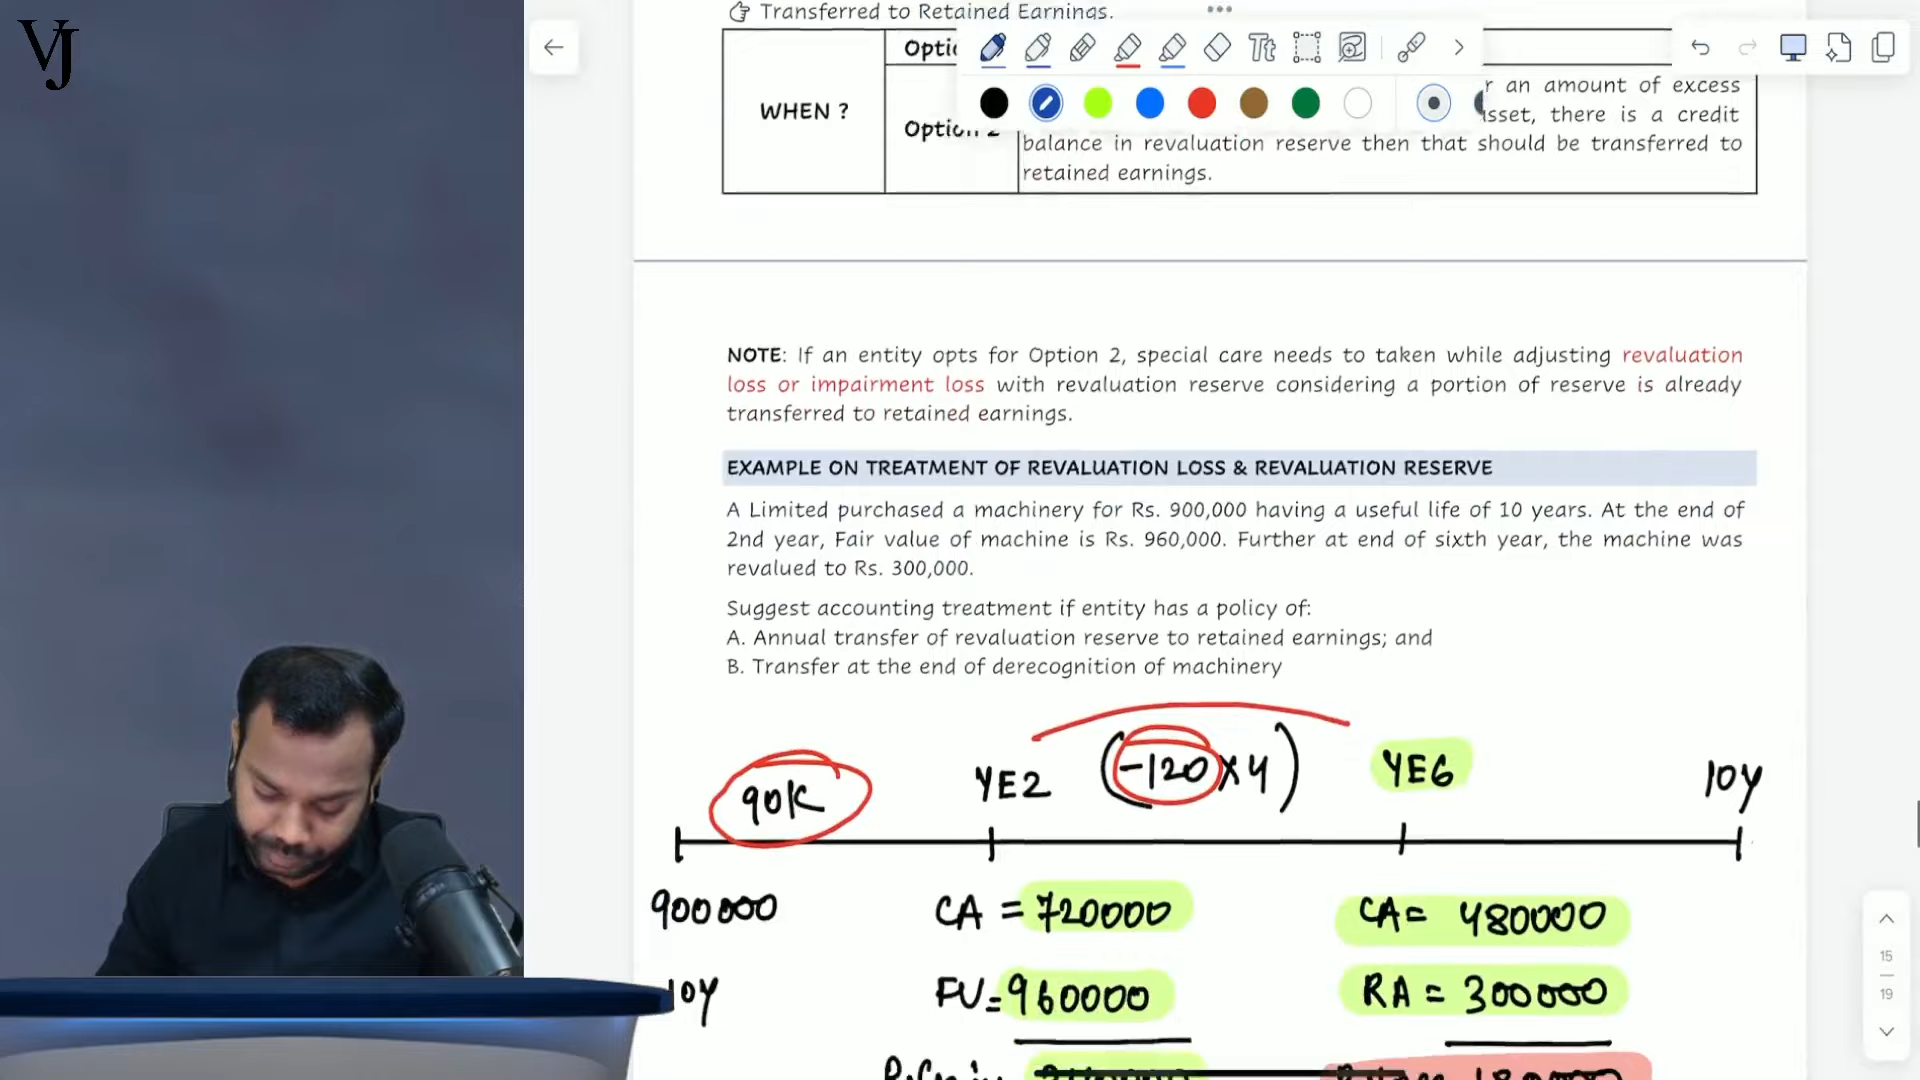 VJ
Transferred to Retained Earnings.
WHEN ?
Option 2
r an amount of excess
asset, there is a credit
balance in revaluation reserve then that should be transferred to
retained earnings.
NOTE: If an entity opts for Option 2, special care needs to taken while adjusting revaluation
loss or impairment loss with revaluation reserve considering a portion of reserve is already
transferred to retained earnings.
EXAMPLE ON TREATMENT OF REVALUATION LOSS & REVALUATION RESERVE
A Limited purchased a machinery for Rs. 900,000 having a useful life of 10 years. At the end of
2nd year, Fair value of machine is Rs. 960,000. Further at end of sixth year, the machine was
revalued to Rs. 300,000.
Suggest accounting treatment if entity has a policy of:
A. Annual transfer of revaluation reserve to retained earnings; and
B. Transfer at the end of derecognition of machinery
90K YE2 (-120 x 4) YE6 10y
900000 CA = 720000 CA = 480000
10y FV = 960000 RA = 300000
15
19